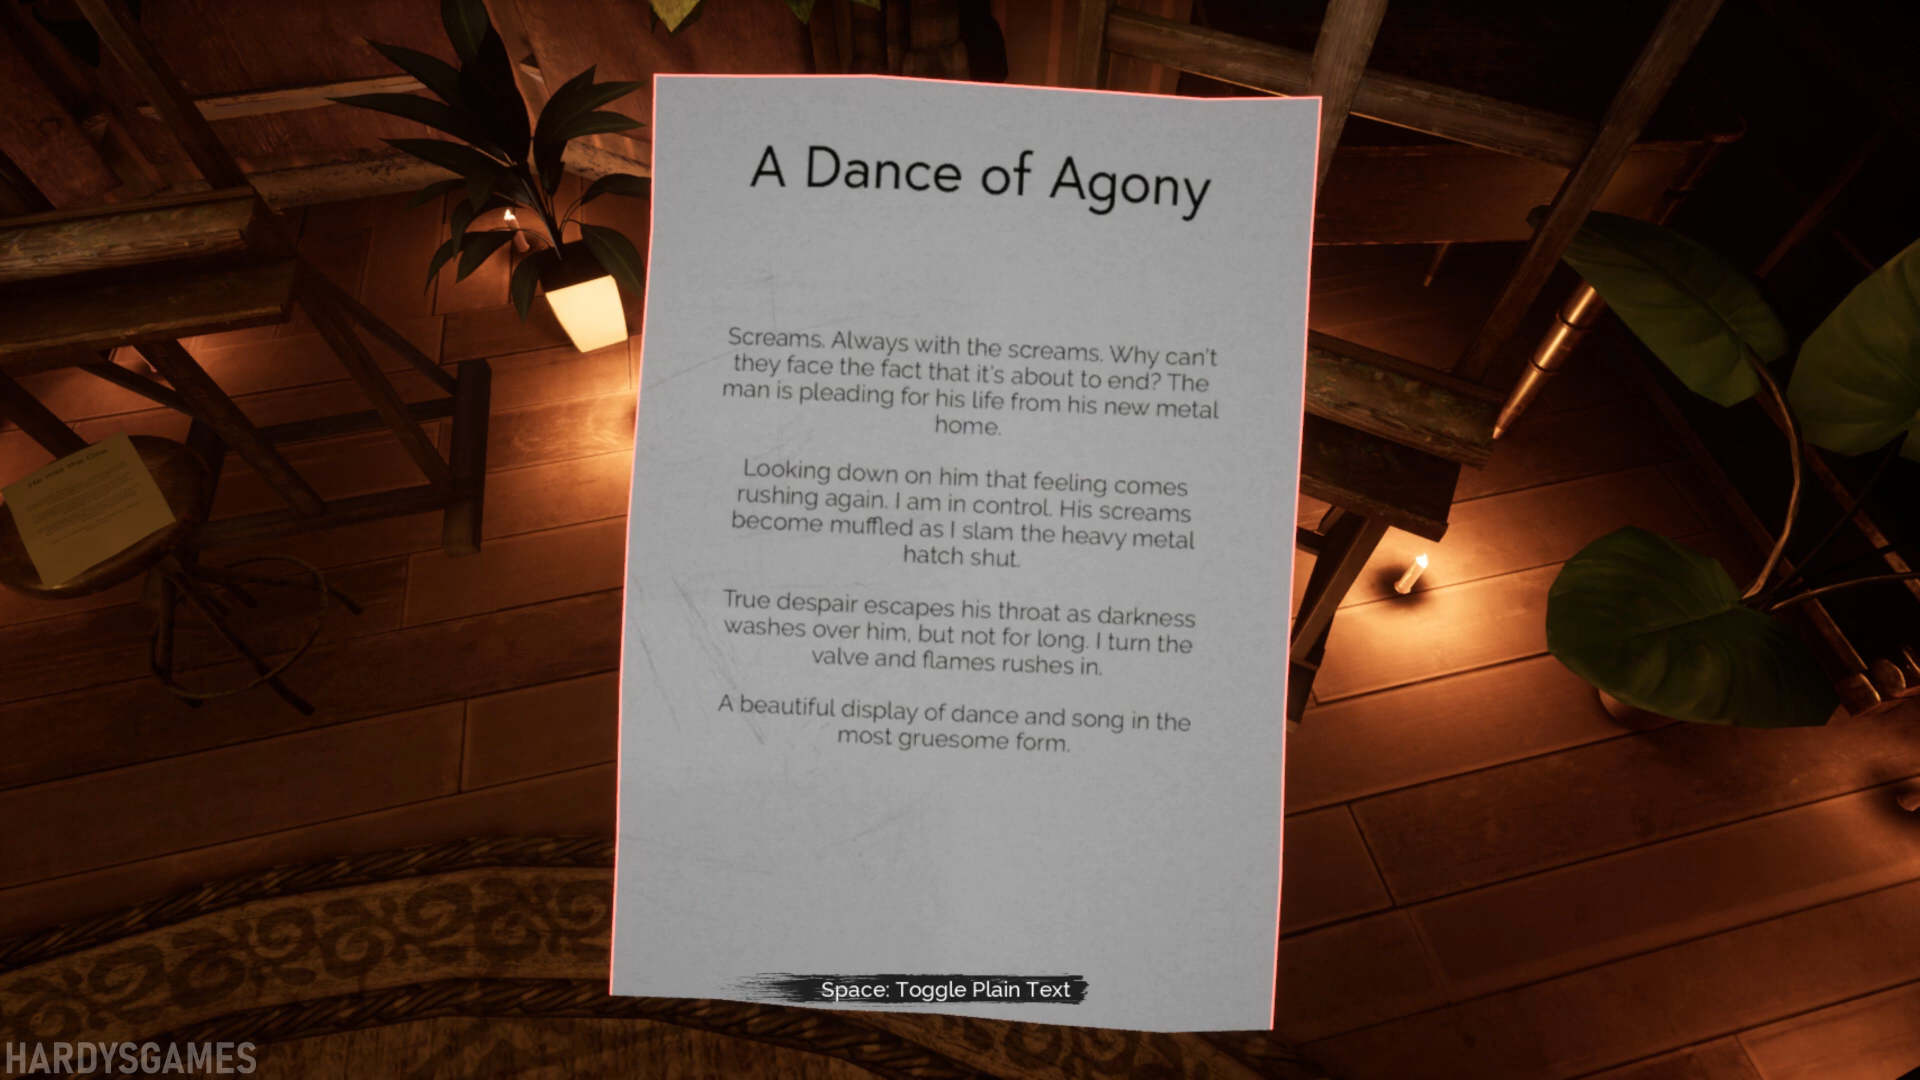 A Dance of Agony
Screams. Always with the screams. Why can't
they face the fact that it's about to end? The
man is pleading for his life from his new metal
home.
Looking down on him that feeling comes
rushing again. I am in control. His screams
become muffled as I slam the heavy metal
hatch shut.
True despair escapes his throat as darkness
washes over him, but not for long. I turn the
valve and flames rushes in.
A beautiful display of dance and song in the
most gruesome form.
Space: Toggle Plain Text
He was the One
HARDYSGAMES